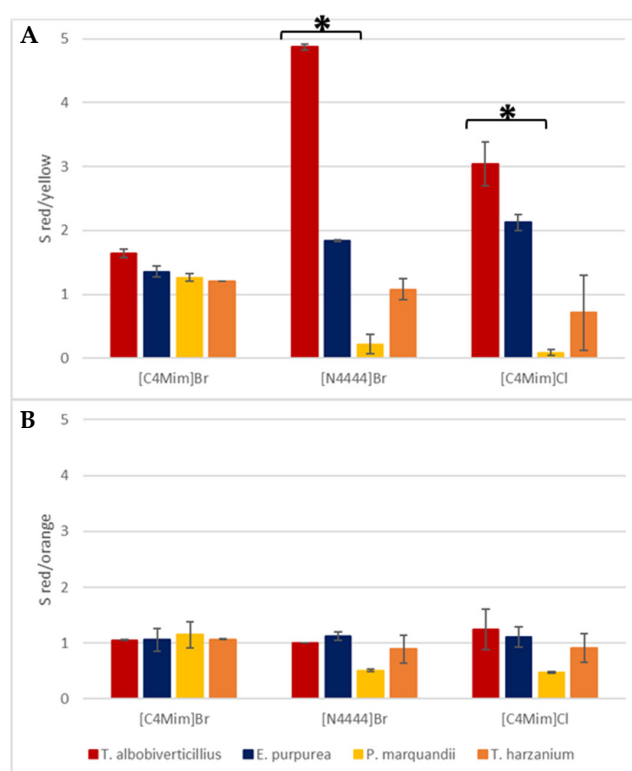 A
S red/yellow
5
4
3
2
1
0
*
*
[C4Mim]Br [N4444]Br [C4Mim]Cl
B
S red/orange
5
4
3
2
1
0
[C4Mim]Br [N4444]Br [C4Mim]Cl
T. albobiverticillius E. purpurea P. marquandii T. harzanium